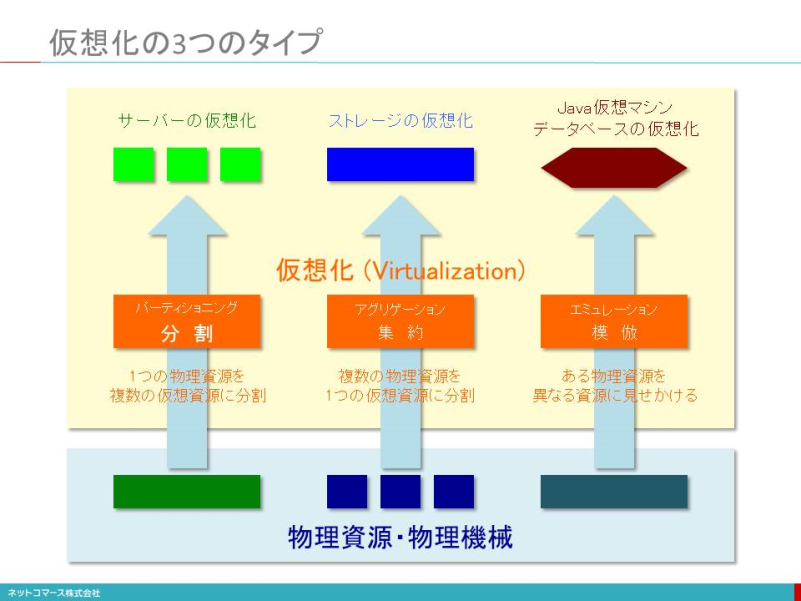 仮想化の3つのタイプ
サーバーの仮想化
ストレージの仮想化
Java仮想マシン
データベースの仮想化
仮想化 (Virtualization)
パーティショニング
分 割
アグリゲーション
集 約
エミュレーション
模 倣
1つの物理資源を
複数の仮想資源に分割
複数の物理資源を
1つの仮想資源に分割
ある物理資源を
異なる資源に見せかける
物理資源・物理機械
ネットコマース株式会社